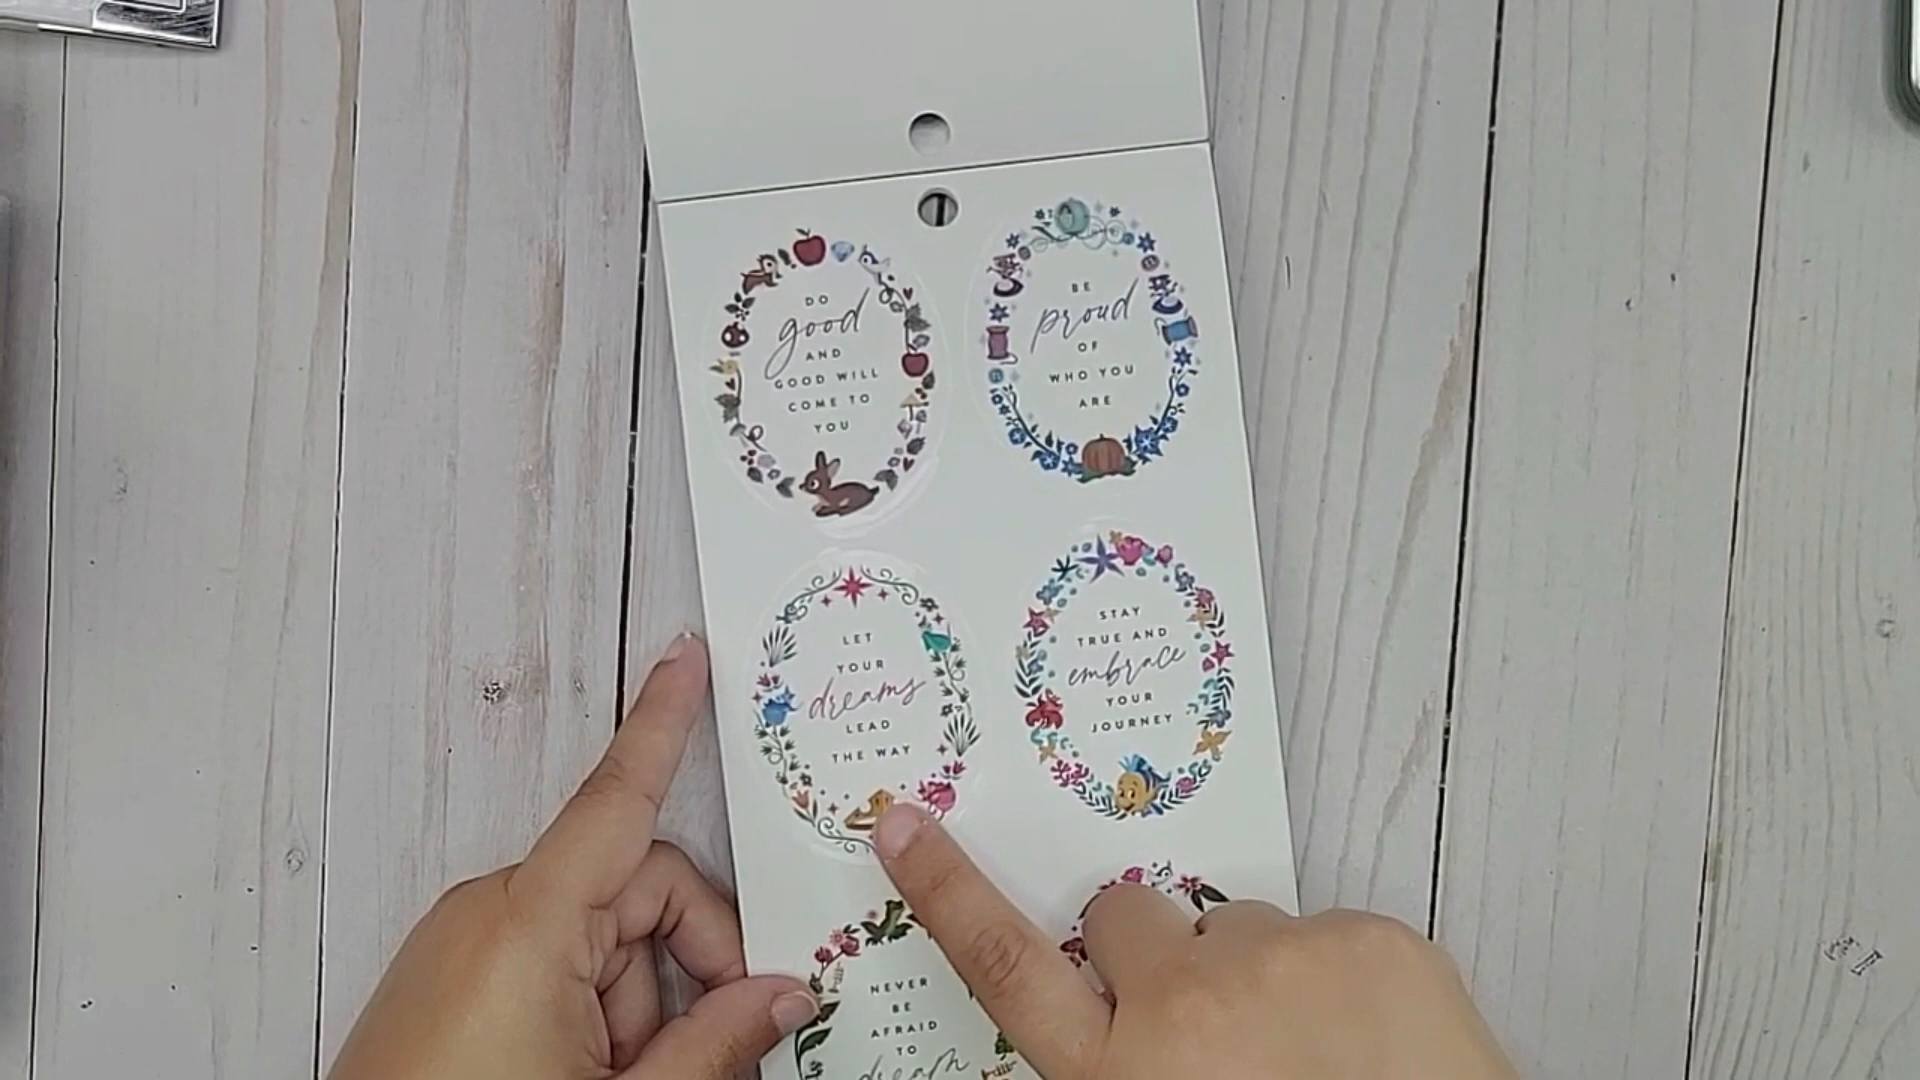 DO
good
AND
GOOD WILL
COME TO
YOU
BE
proud
OF
WHO YOU
ARE
LET
YOUR
dreams
LEAD
THE WAY
STAY
TRUE AND
embrace
YOUR
JOURNEY
NEVER
BE
AFRAID
TO
dream